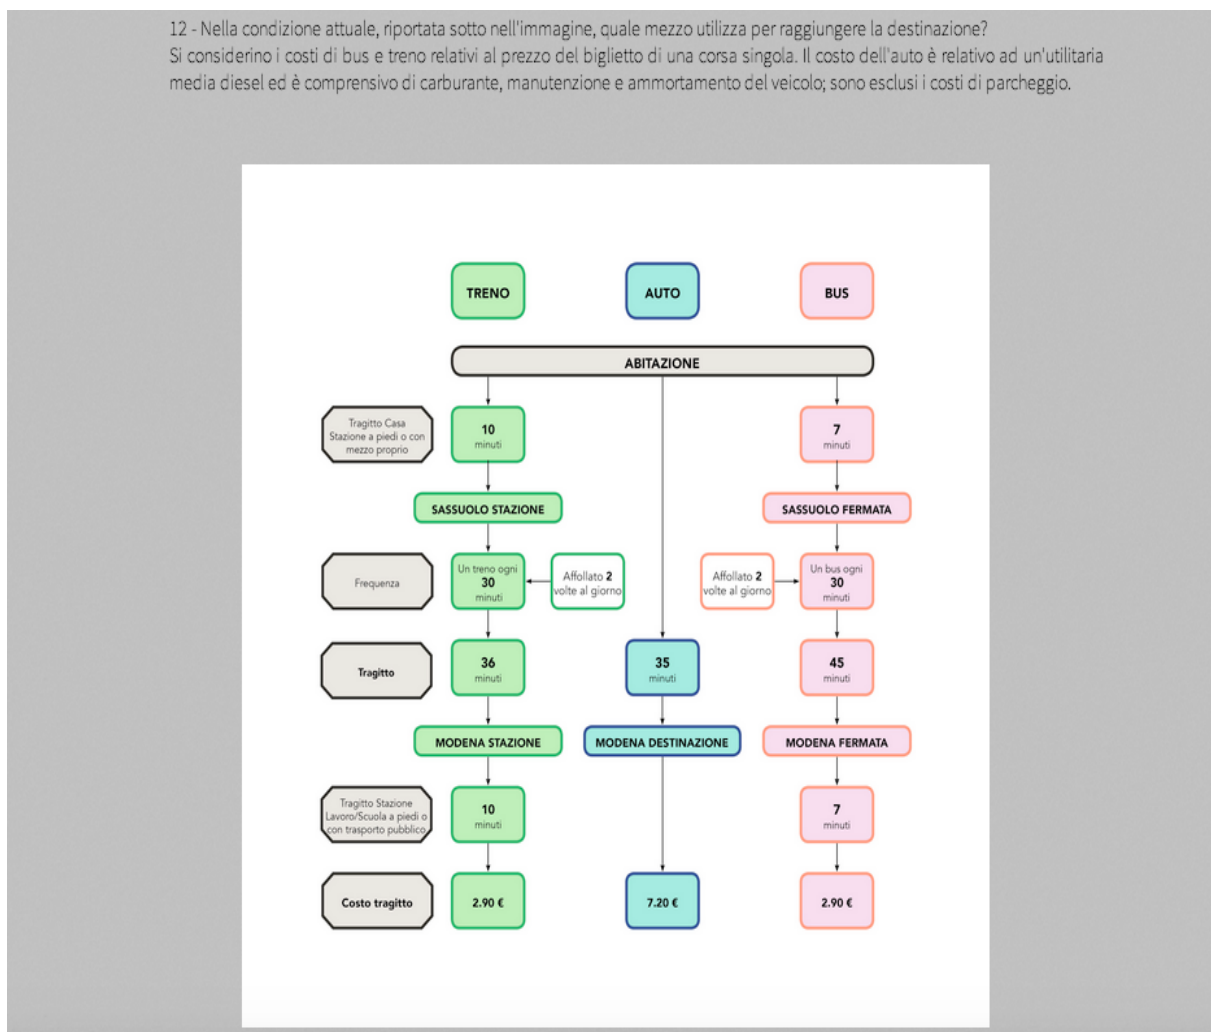 12 - Nella condizione attuale, riportata sotto nell'immagine, quale mezzo utilizza per raggiungere la destinazione?
Si considerino i costi di bus e treno relativi al prezzo del biglietto di una corsa singola. Il costo dell'auto è relativo ad un'utilitaria
media diesel ed è comprensivo di carburante, manutenzione e ammortamento del veicolo; sono esclusi i costi di parcheggio.
TRENO
AUTO
BUS
ABITAZIONE
Tragitto Casa
Stazione a piedi o con
mezzo proprio
10
minuti
7
minuti
SASSUOLO STAZIONE
SASSUOLO FERMATA
Frequenza
Un treno ogni
30
minuti
Affollato 2
volte al giorno
Affollato 2
volte al giorno
Un bus ogni
30
minuti
Tragitto
36
minuti
35
minuti
45
minuti
MODENA STAZIONE
MODENA DESTINAZIONE
MODENA FERMATA
Tragitto Stazione
Lavoro/Scuola a piedi o
con trasporto pubblico
10
minuti
7
minuti
Costo tragitto
2.90 €
7.20 €
2.90 €